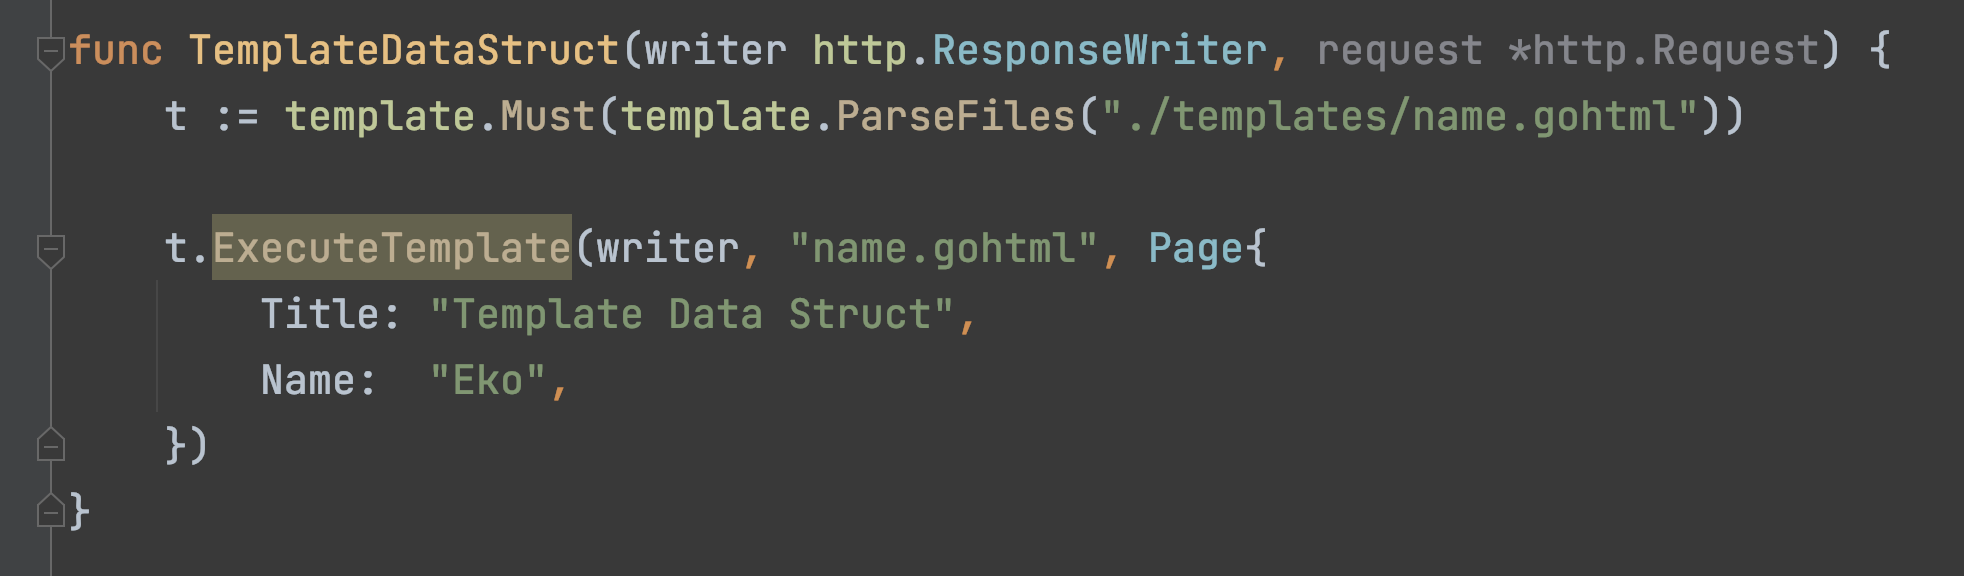 func TemplateDataStruct(writer http.ResponseWriter, request *http.Request) {
    t := template.Must(template.ParseFiles("./templates/name.gohtml"))

    t.ExecuteTemplate(writer, "name.gohtml", Page{
        Title: "Template Data Struct",
        Name:  "Eko",
    })
}